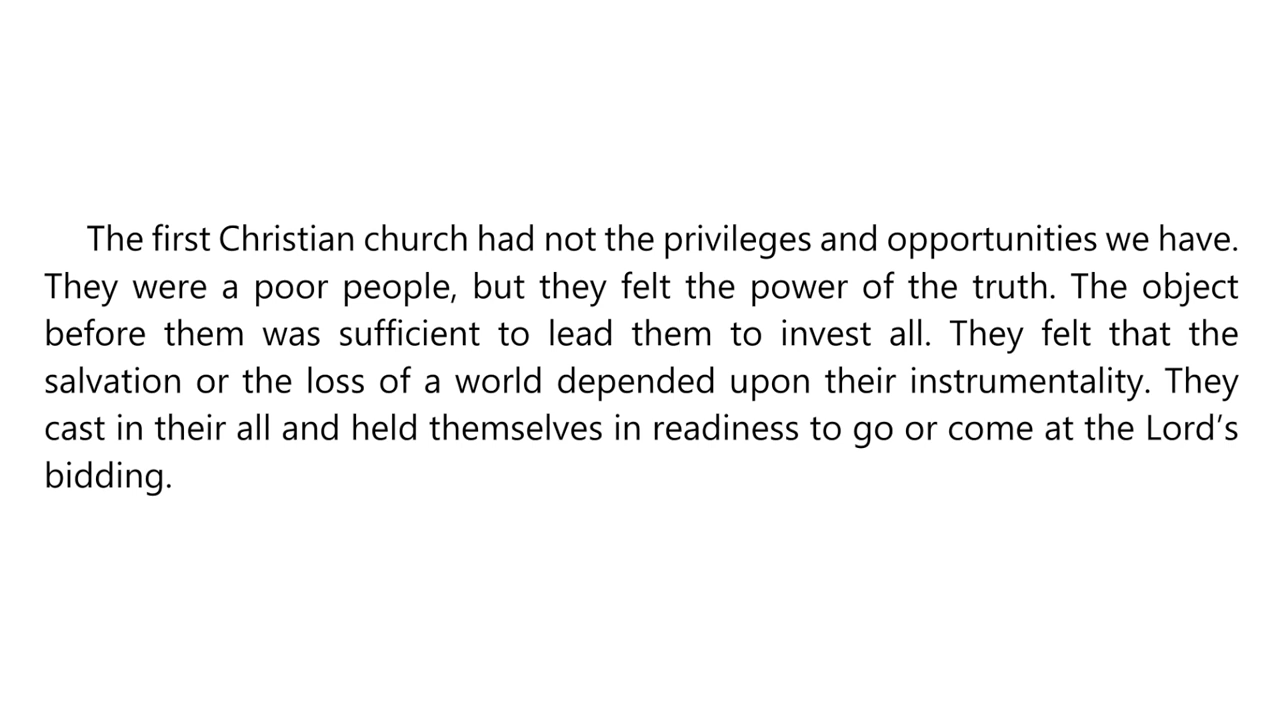 The first Christian church had not the privileges and opportunities we have.
They were a poor people, but they felt the power of the truth. The object
before them was sufficient to lead them to invest all. They felt that the
salvation or the loss of a world depended upon their instrumentality. They
cast in their all and held themselves in readiness to go or come at the Lord’s
bidding.